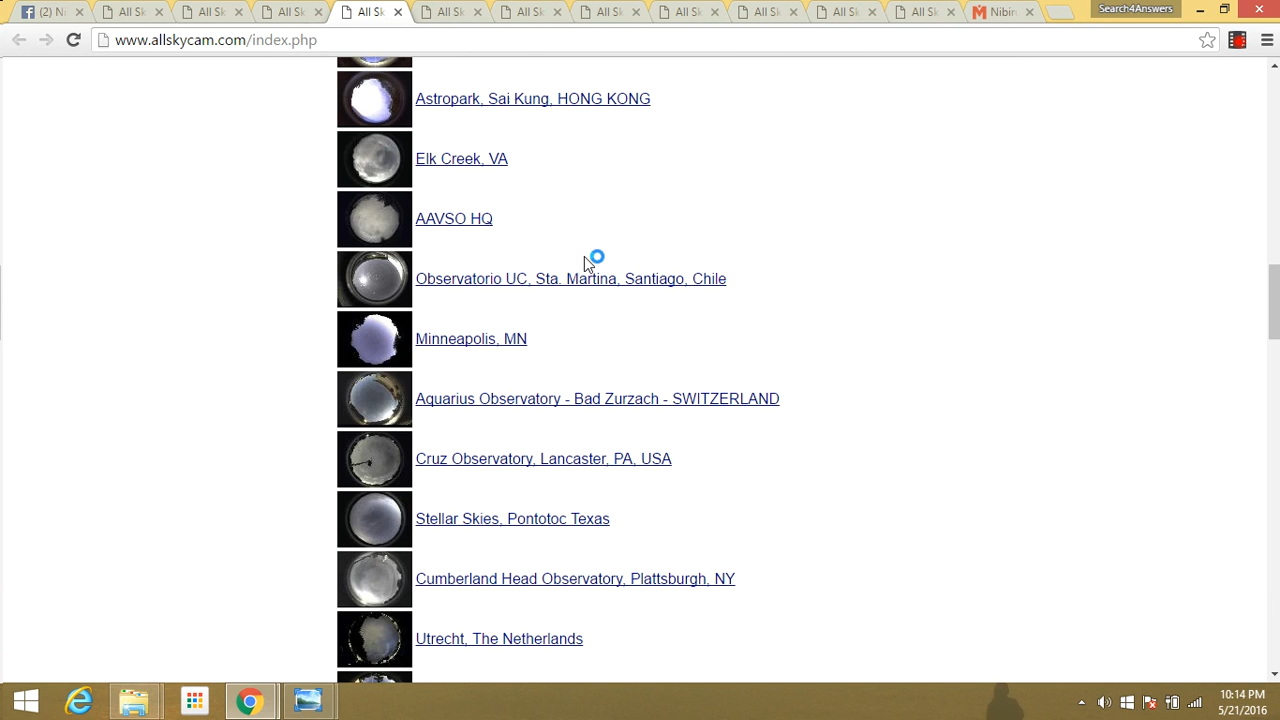 (2) Ni
All Sk
All Sk
All Sk
All Sk
All Sk
All Sk
All Sk
All Sk
All Sk
All Sk
All Sk
Nibir
Search4Answers
www.allskycam.com/index.php
Astropark, Sai Kung, HONG KONG
Elk Creek, VA
AAVSO HQ
Observatorio UC, Sta. Martina, Santiago, Chile
Minneapolis, MN
Aquarius Observatory - Bad Zurzach - SWITZERLAND
Cruz Observatory, Lancaster, PA, USA
Stellar Skies, Pontotoc Texas
Cumberland Head Observatory, Plattsburgh, NY
Utrecht, The Netherlands
10:14 PM
5/21/2016